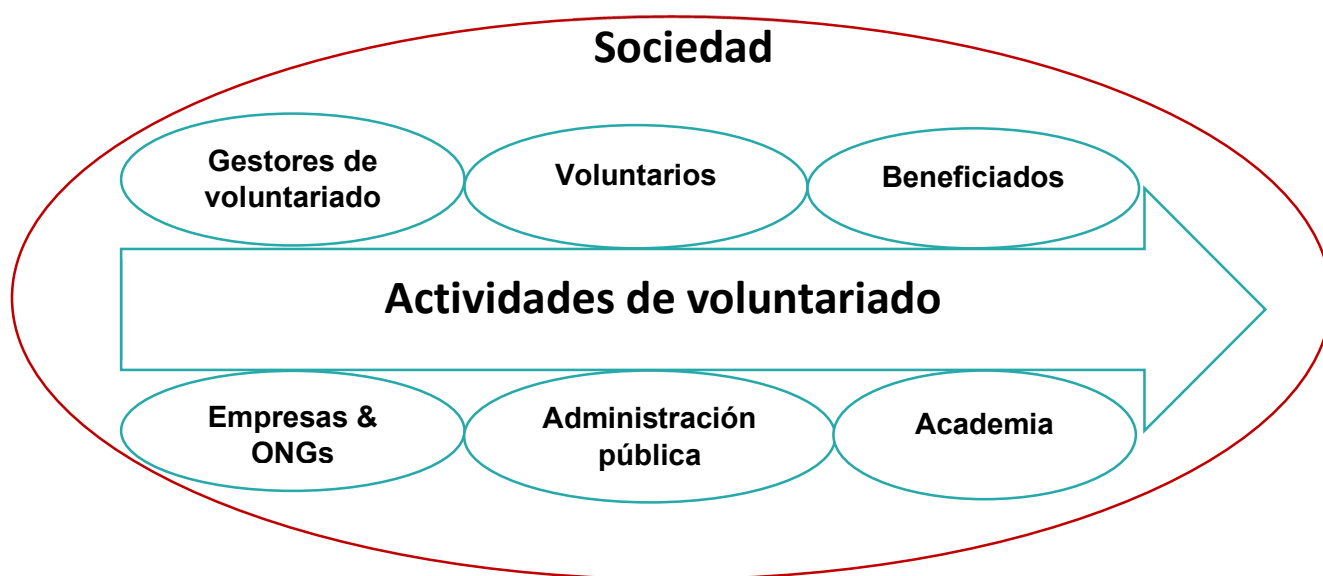 Sociedad
Gestores de
voluntariado
Voluntarios
Beneficiados
Actividades de voluntariado
Empresas &
ONGs
Administración
pública
Academia